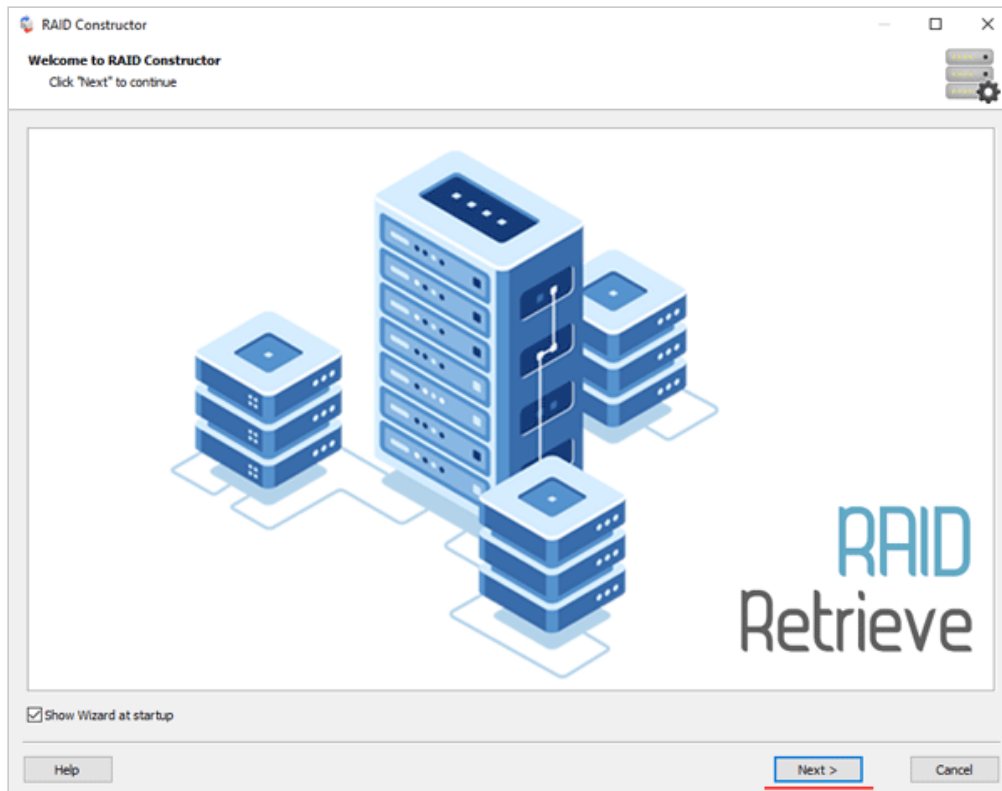 RAID Constructor
Welcome to RAID Constructor
Click "Next" to continue
RAID
Retrieve
Show Wizard at startup
Help
Next >
Cancel